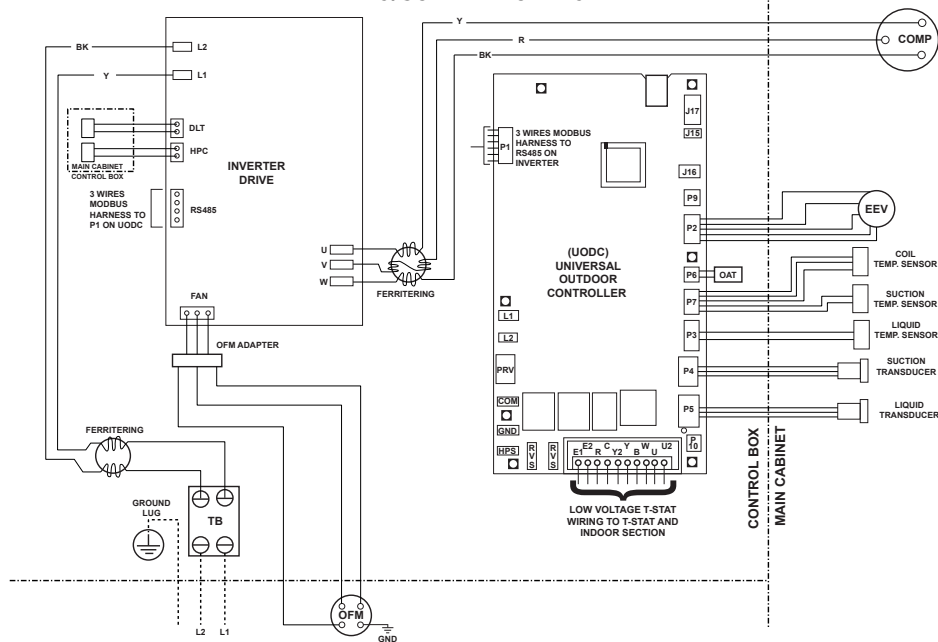 BK
L2
Y
L1
DLT
HPC
MAIN CABINET
CONTROL BOX
3 WIRES
MODBUS
HARNESS TO
P1 ON UODC
RS485
INVERTER
DRIVE
U
V
W
FERRITERING
FAN
OFM ADAPTER
FERRITERING
GROUND
LUG
TB
L2
L1
OFM
GND
Y
R
BK
COMP
P1
3 WIRES MODBUS
HARNESS TO
RS485 ON
INVERTER
J17
J15
J16
P9
P2
P6
OAT
P7
P3
P4
P5
P
10
(UODC)
UNIVERSAL
OUTDOOR
CONTROLLER
L1
L2
PRV
COM
GND
HPS
R
V
S
R
V
S
E1
E2
R
C
Y2
Y
B
W
U
U2
LOW VOLTAGE T-STAT
WIRING TO T-STAT AND
INDOOR SECTION
EEV
COIL
TEMP. SENSOR
SUCTION
TEMP. SENSOR
LIQUID
TEMP. SENSOR
SUCTION
TRANSDUCER
LIQUID
TRANSDUCER
CONTROL BOX
MAIN CABINET